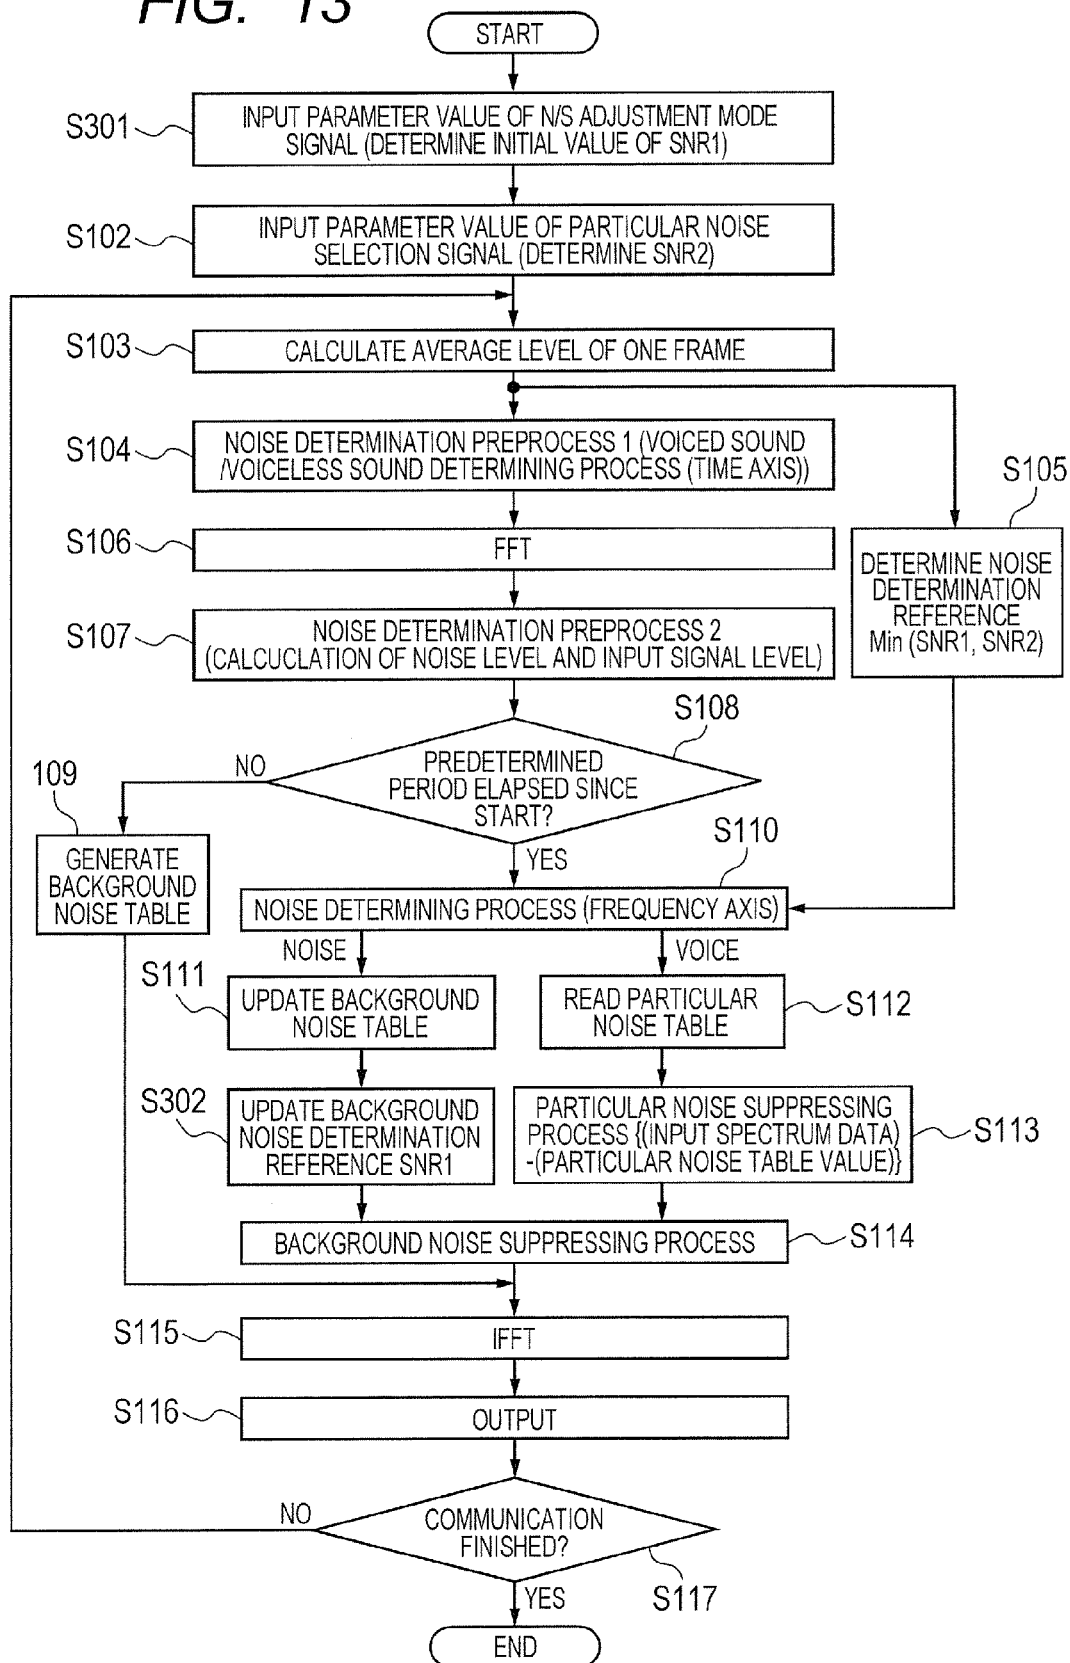 FIG. 13
START
S301
INPUT PARAMETER VALUE OF N/S ADJUSTMENT MODE
SIGNAL (DETERMINE INITIAL VALUE OF SNR1)
S102
INPUT PARAMETER VALUE OF PARTICULAR NOISE
SELECTION SIGNAL (DETERMINE SNR2)
S103
CALCULATE AVERAGE LEVEL OF ONE FRAME
S104
NOISE DETERMINATION PREPROCESS 1 (VOICED SOUND
/VOICELESS SOUND DETERMINING PROCESS (TIME AXIS))
S105
DETERMINE NOISE
DETERMINATION
REFERENCE
Min (SNR1, SNR2)
S106
FFT
S107
NOISE DETERMINATION PREPROCESS 2
(CALCUCLATION OF NOISE LEVEL AND INPUT SIGNAL LEVEL)
S108
PREDETERMINED
PERIOD ELAPSED SINCE
START?
NO
YES
109
GENERATE
BACKGROUND
NOISE TABLE
S110
NOISE DETERMINING PROCESS (FREQUENCY AXIS)
NOISE
VOICE
S111
UPDATE BACKGROUND
NOISE TABLE
READ PARTICULAR
NOISE TABLE
S112
S302
UPDATE BACKGROUND
NOISE DETERMINATION
REFERENCE SNR1
PARTICULAR NOISE SUPPRESSING
PROCESS {(INPUT SPECTRUM DATA)
-(PARTICULAR NOISE TABLE VALUE)}
S113
BACKGROUND NOISE SUPPRESSING PROCESS
S114
S115
IFFT
S116
OUTPUT
COMMUNICATION
FINISHED?
NO
S117
YES
END